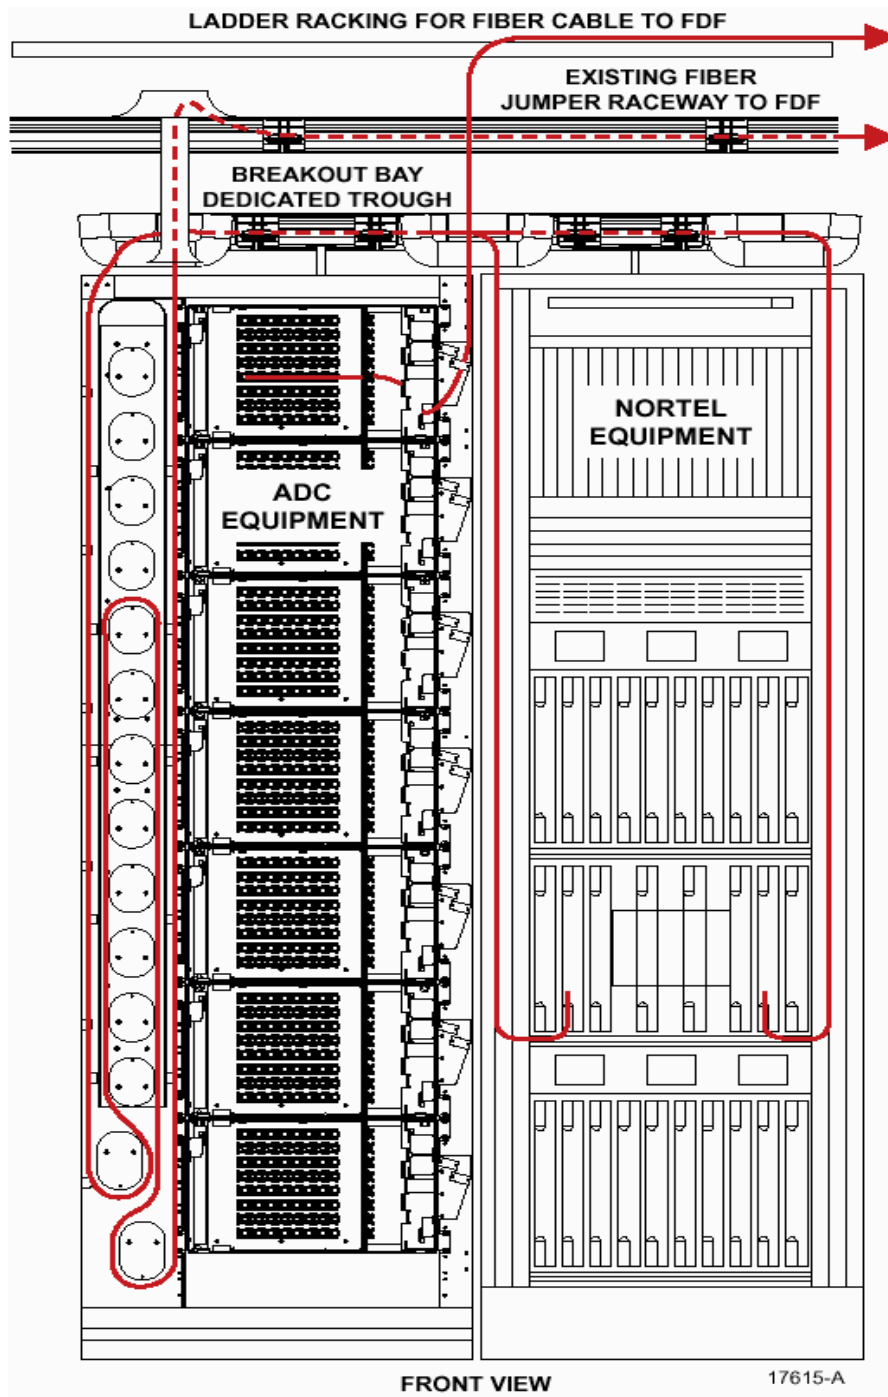 LADDER RACKING FOR FIBER CABLE TO FDF
EXISTING FIBER
JUMPER RACEWAY TO FDF
BREAKOUT BAY
DEDICATED TROUGH
NORTEL
EQUIPMENT
ADC
EQUIPMENT
FRONT VIEW
17615-A